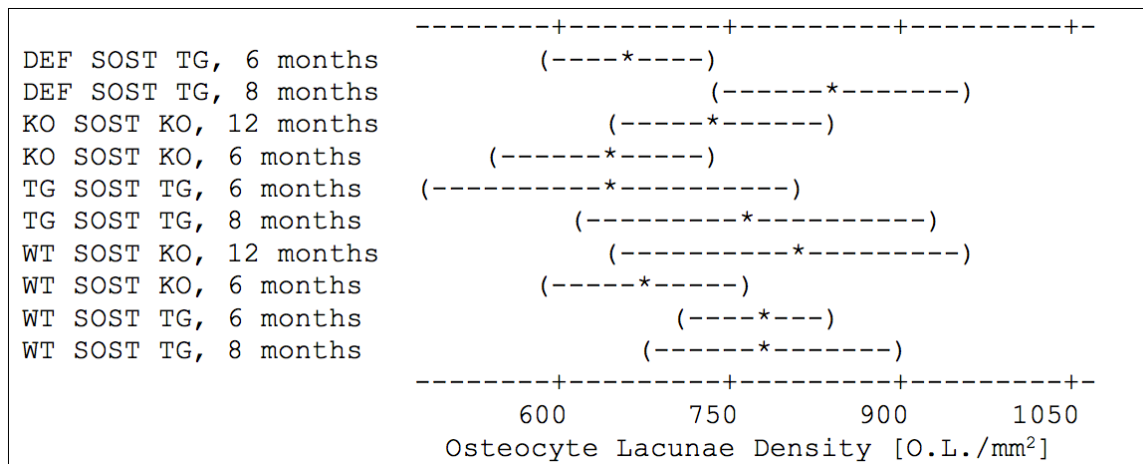 --------+---------+---------+---------+-
DEF SOST TG, 6 months (----*----)
DEF SOST TG, 8 months (------*-------)
KO SOST KO, 12 months (-----*------)
KO SOST KO, 6 months (------*-----)
TG SOST TG, 6 months (----------*----------)
TG SOST TG, 8 months (---------*----------)
WT SOST KO, 12 months (----------*---------)
WT SOST KO, 6 months (-----*-----)
WT SOST TG, 6 months (----*---)
WT SOST TG, 8 months (------*-------)
--------+---------+---------+---------+-
600 750 900 1050
Osteocyte Lacunae Density [O.L./mm²]